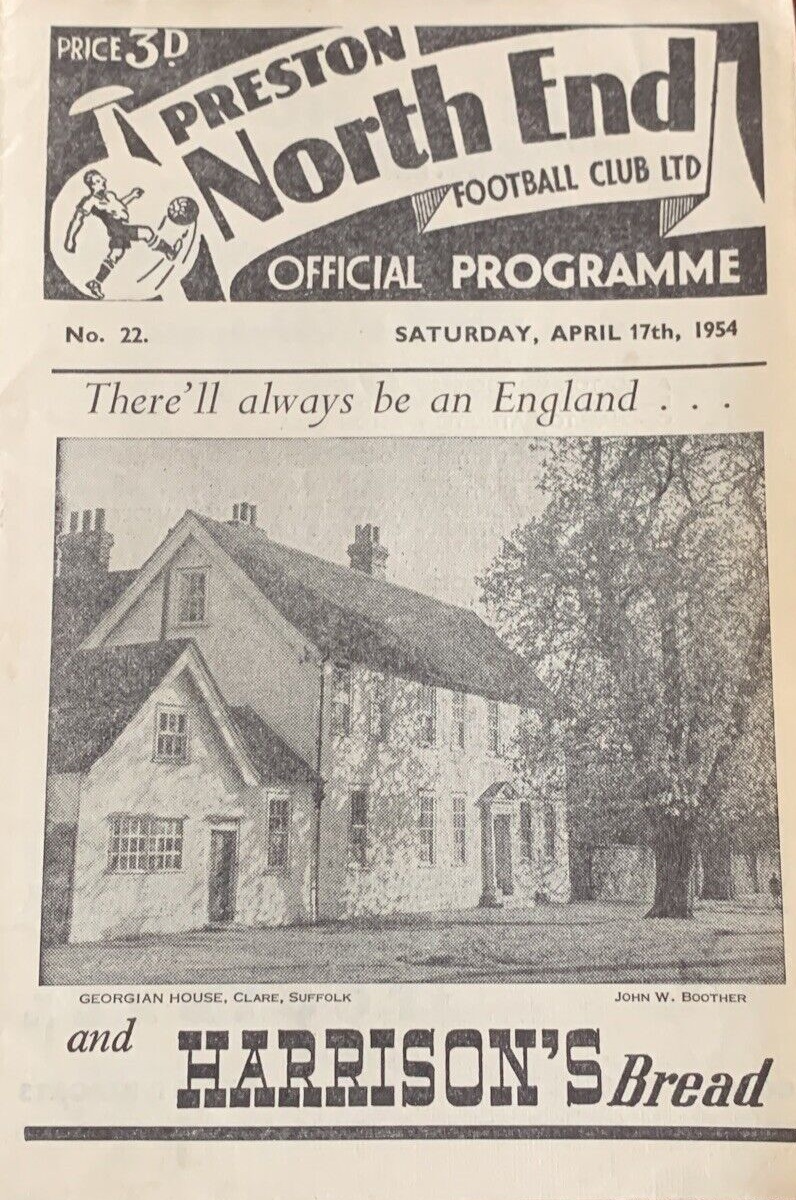 PRICE 3D
PRESTON
North End
FOOTBALL CLUB LTD
OFFICIAL PROGRAMME
No. 22. SATURDAY, APRIL 17th, 1954
There'll always be an England . . .
GEORGIAN HOUSE, CLARE, SUFFOLK JOHN W. BOOTHER
and HARRISON'S Bread